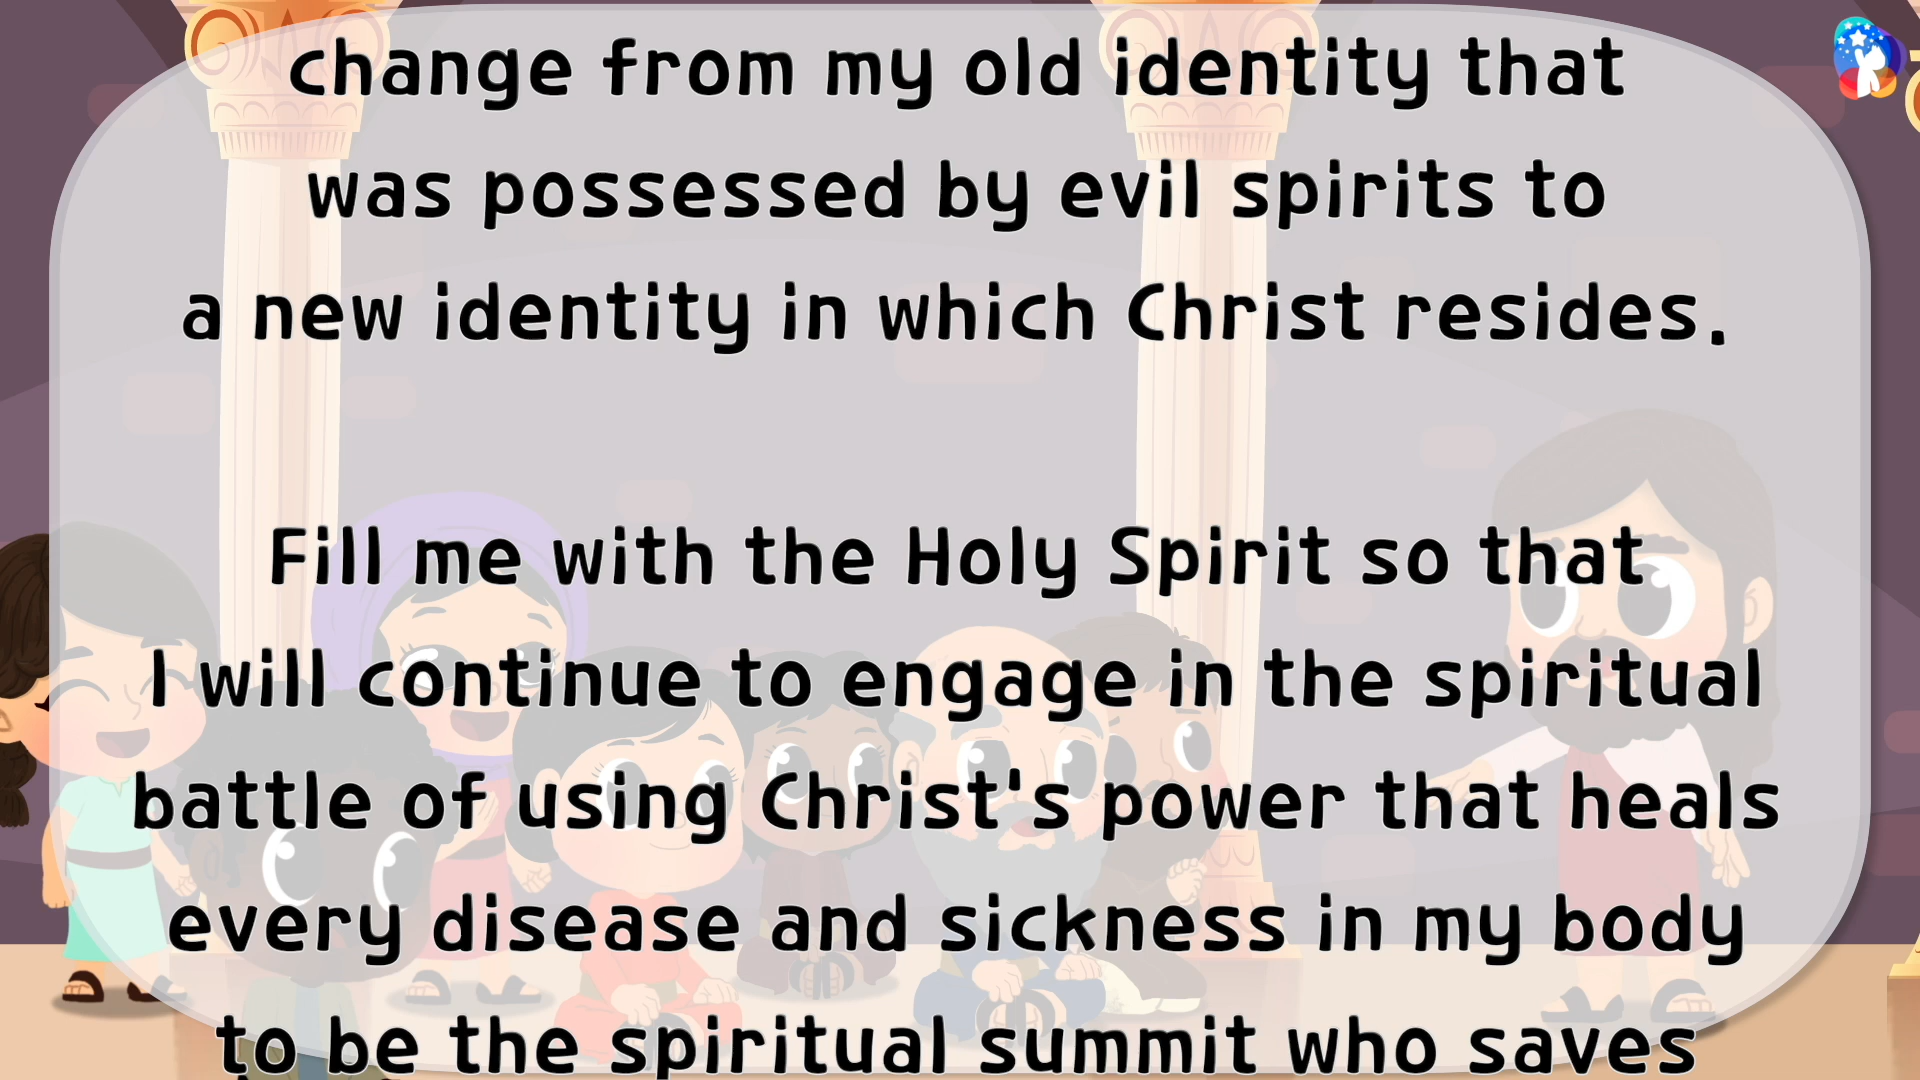 change from my old identity that
was possessed by evil spirits to
a new identity in which Christ resides.
Fill me with the Holy Spirit so that
I will continue to engage in the spiritual
battle of using Christ's power that heals
every disease and sickness in my body
to be the spiritual summit who saves